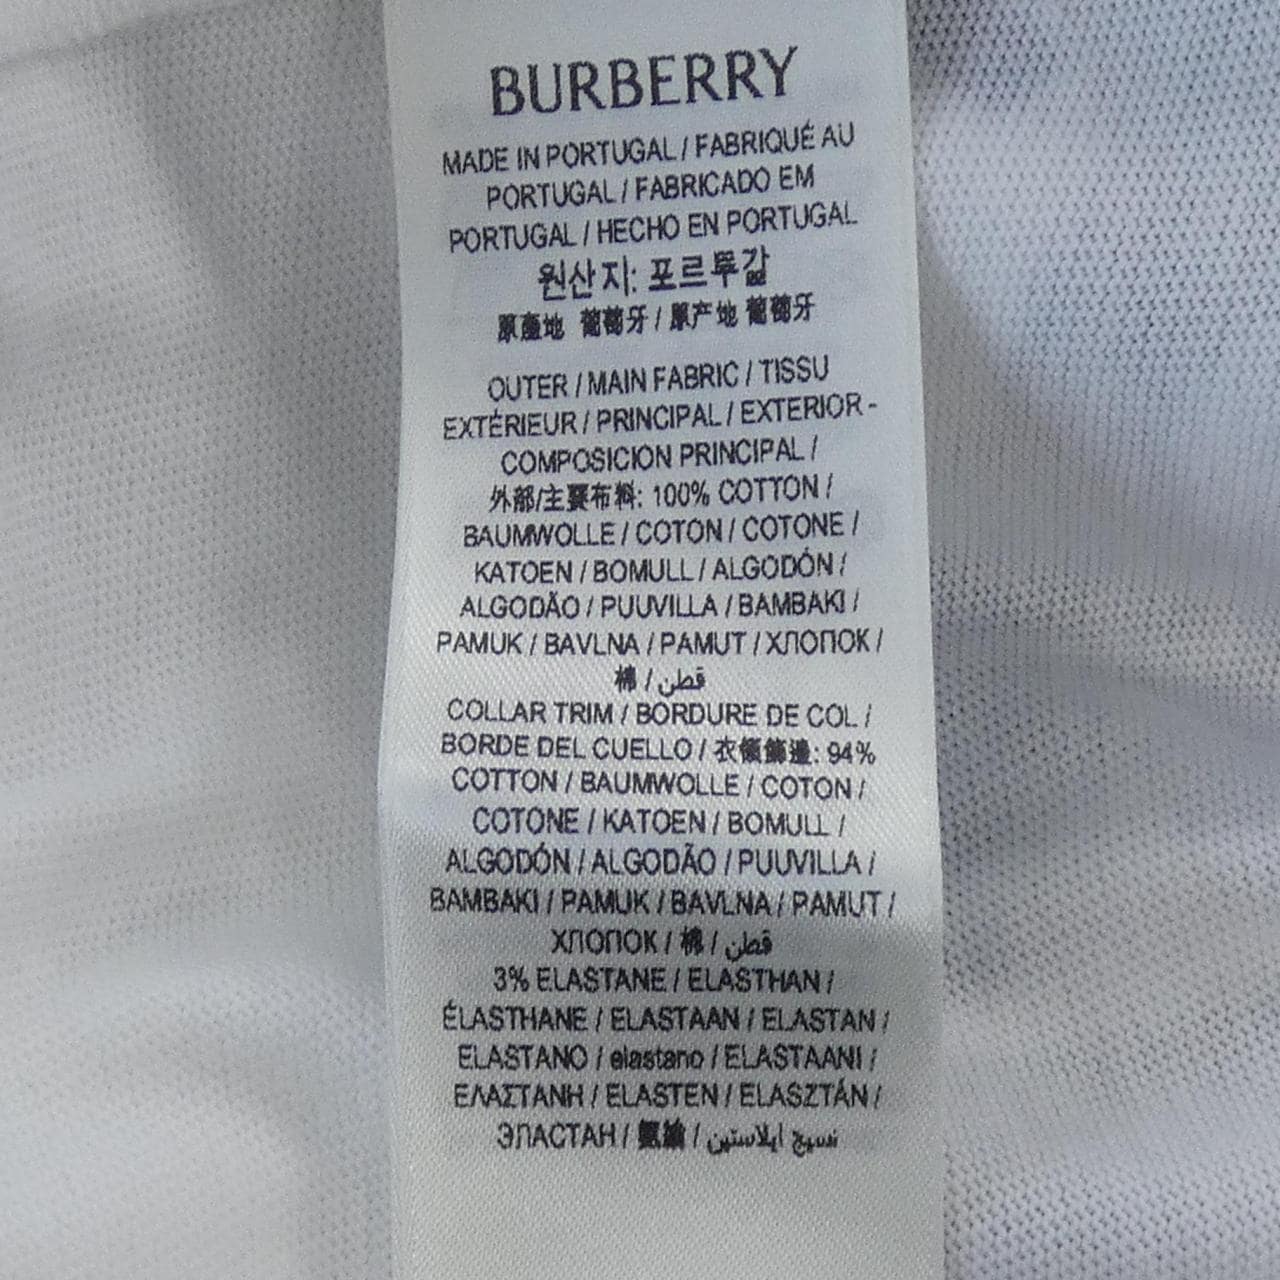 BURBERRY
MADE IN PORTUGAL / FABRIQUÉ AU
PORTUGAL / FABRICADO EM
PORTUGAL / HECHO EN PORTUGAL
원산지: 포르투갈
原產地 葡萄牙 / 原产地 葡萄牙
OUTER / MAIN FABRIC / TISSU
EXTÉRIEUR / PRINCIPAL / EXTERIOR -
COMPOSICION PRINCIPAL /
外部/主要布料: 100% COTTON /
BAUMWOLLE / COTON / COTONE /
KATOEN / BOMULL / ALGODÓN /
ALGODÃO / PUUVILLA / BAMBAKI /
PAMUK / BAVLNA / PAMUT / ХЛОПОК /
棉 / قطن
COLLAR TRIM / BORDURE DE COL /
BORDE DEL CUELLO / 衣領飾邊: 94%
COTTON / BAUMWOLLE / COTON /
COTONE / KATOEN / BOMULL /
ALGODÓN / ALGODÃO / PUUVILLA /
BAMBAKI / PAMUK / BAVLNA / PAMUT /
ХЛОПОК / 棉 / قطن
3% ELASTANE / ELASTHAN /
ÉLASTHANE / ELASTAAN / ELASTAN /
ELASTANO / elastano / ELASTAANI /
ΕΛΑΣΤΑΝΗ / ELASTEN / ELASZTÁN /
ЭЛАСТАН / 氨綸 / نسيج إيلاستين